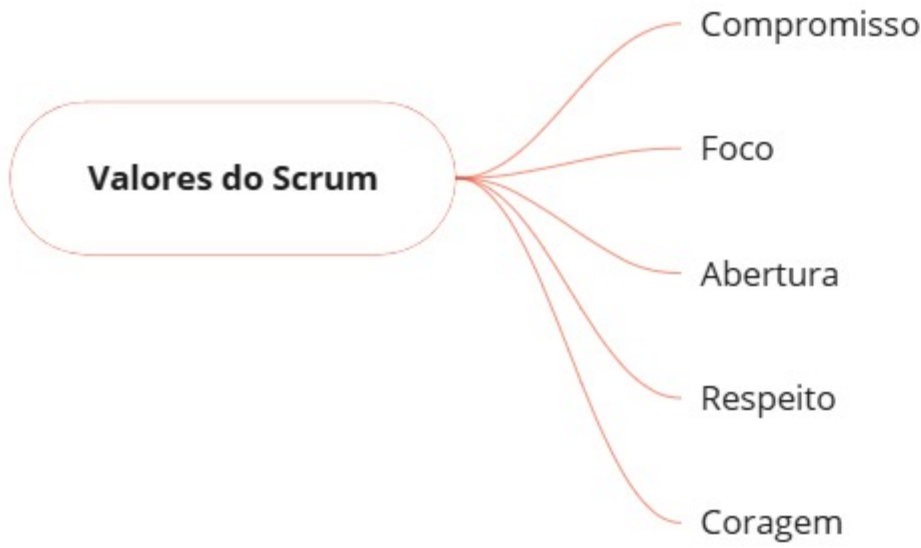 Valores do Scrum
Compromisso
Foco
Abertura
Respeito
Coragem